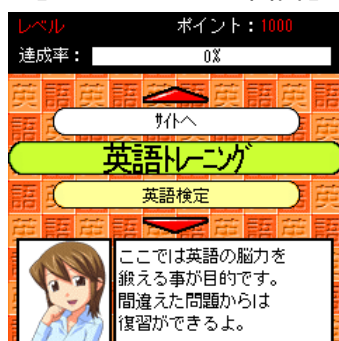 レベル ポイント：1000
達成率： 0%
ｻｲﾄへ
英語ﾄﾚｰﾆﾝｸﾞ
英語検定
ここでは英語の脳力を
鍛える事が目的です。
間違えた問題からは
復習ができるよ。